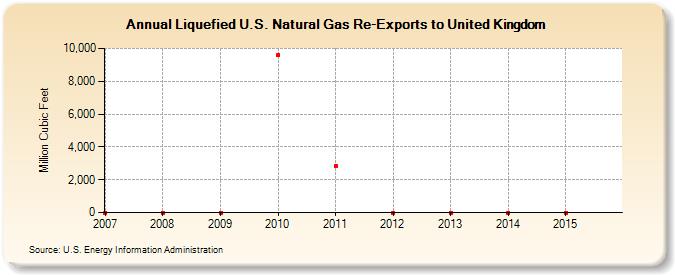 Annual Liquefied U.S. Natural Gas Re-Exports to United Kingdom
Million Cubic Feet
10,000
8,000
6,000
4,000
2,000
0
2007 2008 2009 2010 2011 2012 2013 2014 2015
Source: U.S. Energy Information Administration